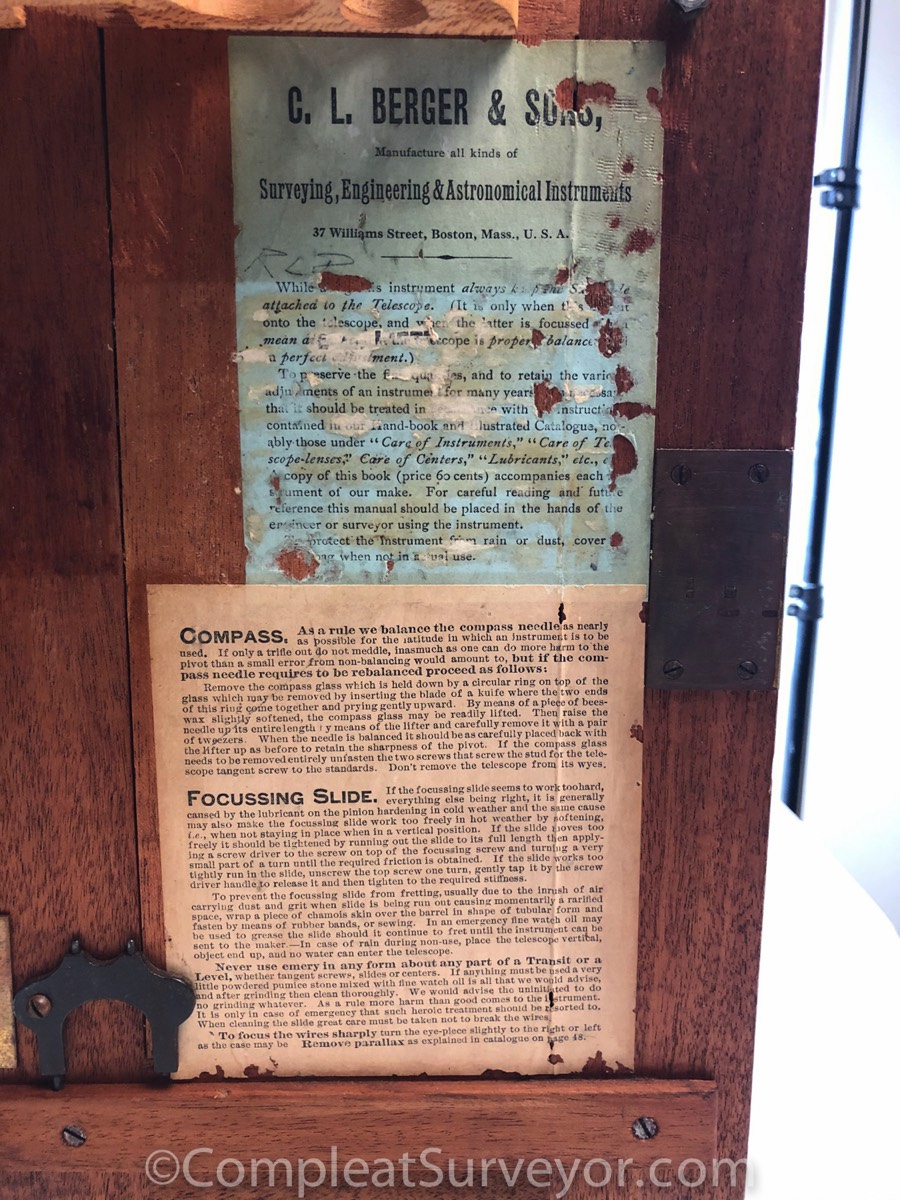 C. L. BERGER & SONS,
Manufacture all kinds of
Surveying, Engineering & Astronomical Instruments
37 Williams Street, Boston, Mass., U. S. A.
While instrument always
attached to the Telescope. (It is only when
onto the telescope, and when the latter is focussed
mean is proper balance
a perfect
To preserve the and to retain the
adjustments of an instrument for many years
that it should be treated in with
contained in our Hand-book and Illustrated Catalogue, no-
ably those under "Care of Instruments," "Care of Te
scope-lenses," Care of Centers," "Lubricants," etc.,
copy of this book (price 60 cents) accompanies each
strument of our make. For careful reading and future
reference this manual should be placed in the hands of the
engineer or surveyor using the instrument.
To protect the Instrument from rain or dust, cover
bag when not in actual use.
COMPASS. As a rule we balance the compass needle as nearly
as possible for the latitude in which an instrument is to be
used. If only a trifle out do not meddle, inasmuch as one can do more harm to the
pivot than a small error from non-balancing would amount to, but if the com-
pass needle requires to be rebalanced proceed as follows:
Remove the compass glass which is held down by a circular ring on top of the
glass which may be removed by inserting the blade of a knife where the two ends
of this ring come together and prying gently upward. By means of a piece of bees-
wax slightly softened, the compass glass may be readily lifted. Then raise the
needle up its entire length by means of the lifter and carefully remove it with a pair
of tweezers. When the needle is balanced it should be as carefully placed back with
the lifter up as before to retain the sharpness of the pivot. If the compass glass
needs to be removed entirely unfasten the two screws that screw the stud for the tele-
scope tangent screw to the standards. Don't remove the telescope from its wyes.
FOCUSSING SLIDE. If the focussing slide seems to work too hard,
everything else being right, it is generally
caused by the lubricant on the pinion hardening in cold weather and the same cause
may also make the focussing slide work too freely in hot weather by softening,
i.e., when not staying in place when in a vertical position. If the slide moves too
freely it should be tightened by running out the slide to its full length then apply-
ing a screw driver to the screw on top of the focussing screw and turning a very
small part of a turn until the required friction is obtained. If the slide works too
tightly run in the slide, unscrew the top screw one turn, gently tap it by the screw
driver handle to release it and then tighten to the required stiffness.
To prevent the focussing slide from fretting, usually due to the inrush of air
carrying dust and grit when slide is being run out causing momentarily a rarified
space, wrap a piece of chamois skin over the barrel in shape of tubular form and
fasten by means of rubber bands, or sewing. In an emergency fine watch oil may
be used to grease the slide should it continue to fret until the instrument can be
sent to the maker.—In case of rain during non-use, place the telescope vertical,
object end up, and no water can enter the telescope.
Never use emery in any form about any part of a Transit or a
Level, whether tangent screws, slides or centers. If anything must be used a very
little powdered pumice stone mixed with fine watch oil is all that we would advise,
and after grinding then clean thoroughly. We would advise the uninitiated to do
no grinding whatever. As a rule more harm than good comes to the instrument.
It is only in case of emergency that such heroic treatment should be resorted to.
When cleaning the slide great care must be taken not to break the wires.
To focus the wires sharply turn the eye-piece slightly to the right or left
as the case may be Remove parallax as explained in catalogue on page 48.
©CompleatSurveyor.com